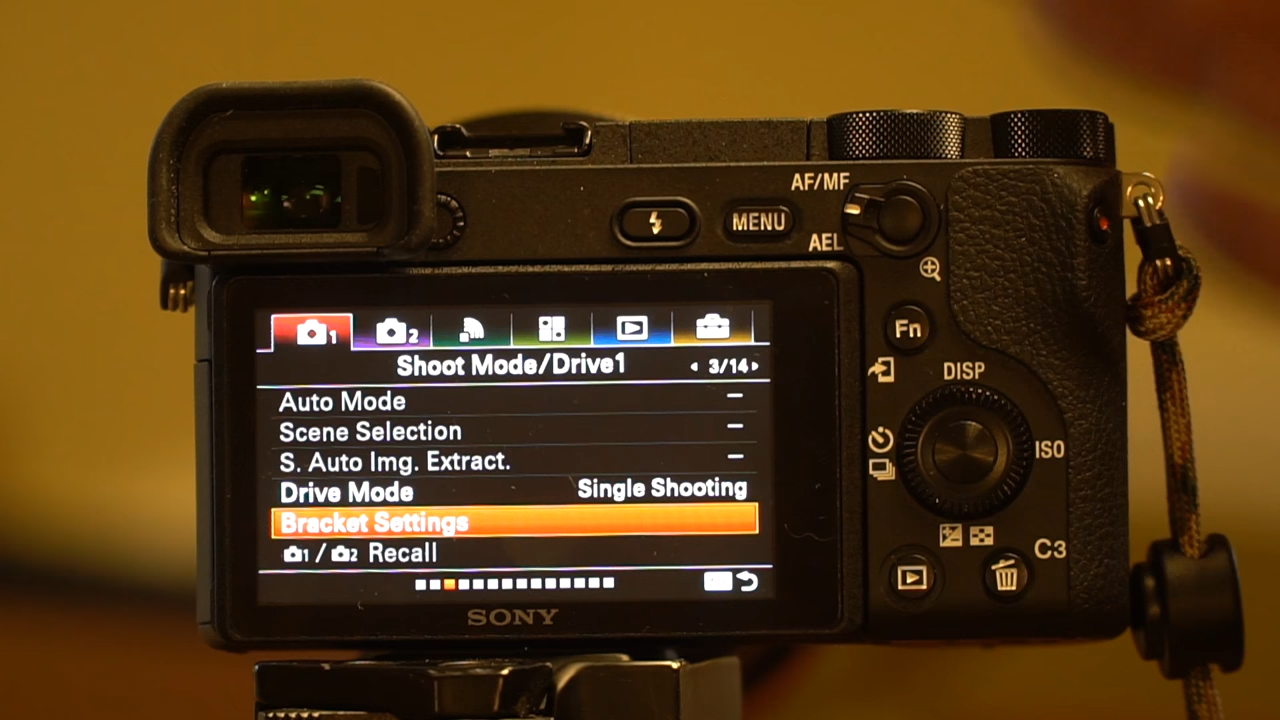 AF/MF
MENU
AEL
Fn
DISP
ISO
C3
1 2
Shoot Mode/Drive1 3/14
Auto Mode –
Scene Selection –
S. Auto Img. Extract. –
Drive Mode Single Shooting
Bracket Settings
1 / 2 Recall
SONY